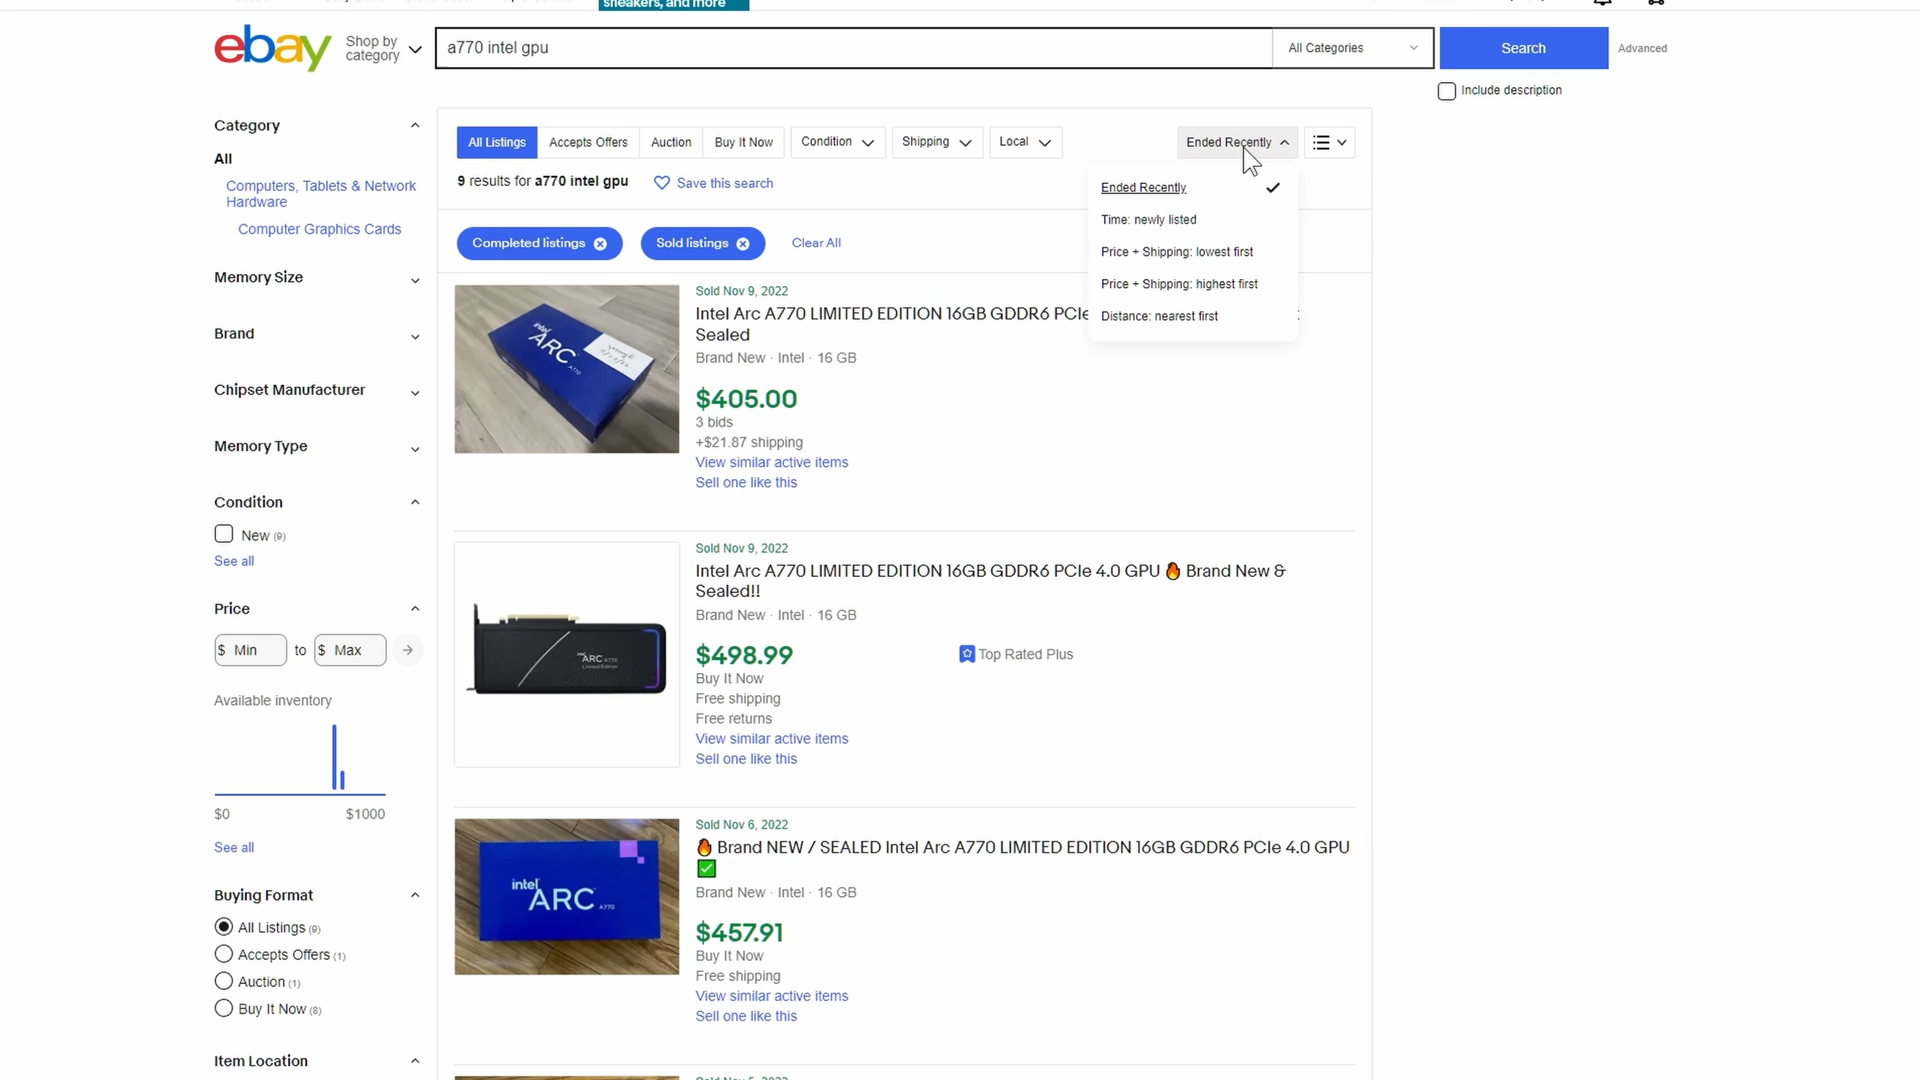 sneakers, and more
ebay
Shop by
category
a770 intel gpu
All Categories
Search
Advanced
Include description
Category
All
Computers, Tablets & Network
Hardware
Computer Graphics Cards
Memory Size
Brand
Chipset Manufacturer
Memory Type
Condition
New (9)
See all
Price
$ Min to $ Max
Available inventory
$0 $1000
See all
Buying Format
All Listings (9)
Accepts Offers (1)
Auction (1)
Buy It Now (8)
Item Location
All Listings Accepts Offers Auction Buy It Now Condition Shipping Local Ended Recently
9 results for a770 intel gpu Save this search
Ended Recently
Time: newly listed
Price + Shipping: lowest first
Price + Shipping: highest first
Distance: nearest first
Completed listings Sold listings Clear All
Sold Nov 9, 2022
Intel Arc A770 LIMITED EDITION 16GB GDDR6 PCIe
Sealed
Brand New · Intel · 16 GB
$405.00
3 bids
+$21.87 shipping
View similar active items
Sell one like this
intel
ARC A770
Sold Nov 9, 2022
Intel Arc A770 LIMITED EDITION 16GB GDDR6 PCIe 4.0 GPU 🔥 Brand New &
Sealed!!
Brand New · Intel · 16 GB
$498.99
Top Rated Plus
Buy It Now
Free shipping
Free returns
View similar active items
Sell one like this
intel
ARC A770
Limited Edition
Sold Nov 6, 2022
🔥 Brand NEW / SEALED Intel Arc A770 LIMITED EDITION 16GB GDDR6 PCIe 4.0 GPU
✅
Brand New · Intel · 16 GB
$457.91
Buy It Now
Free shipping
View similar active items
Sell one like this
intel
ARC A770
Sold Nov 5, 2022